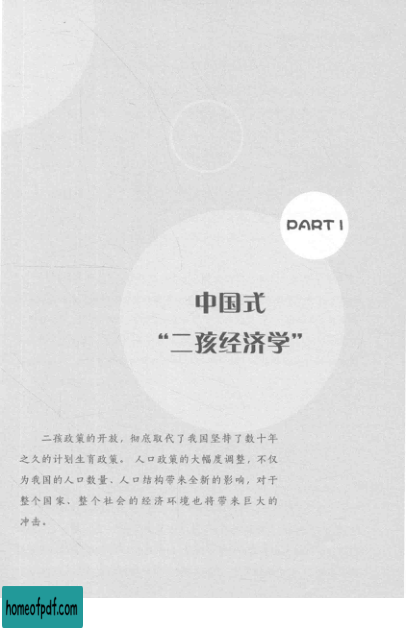 PART 1
中国式
“二孩经济学”
二孩政策的开放，彻底取代了我国坚持了数十年
之久的计划生育政策。人口政策的大幅度调整，不仅
为我国的人口数量、人口结构带来全新的影响，对于
整个国家、整个社会的经济环境也将带来巨大的
冲击。
homeofpdf.com